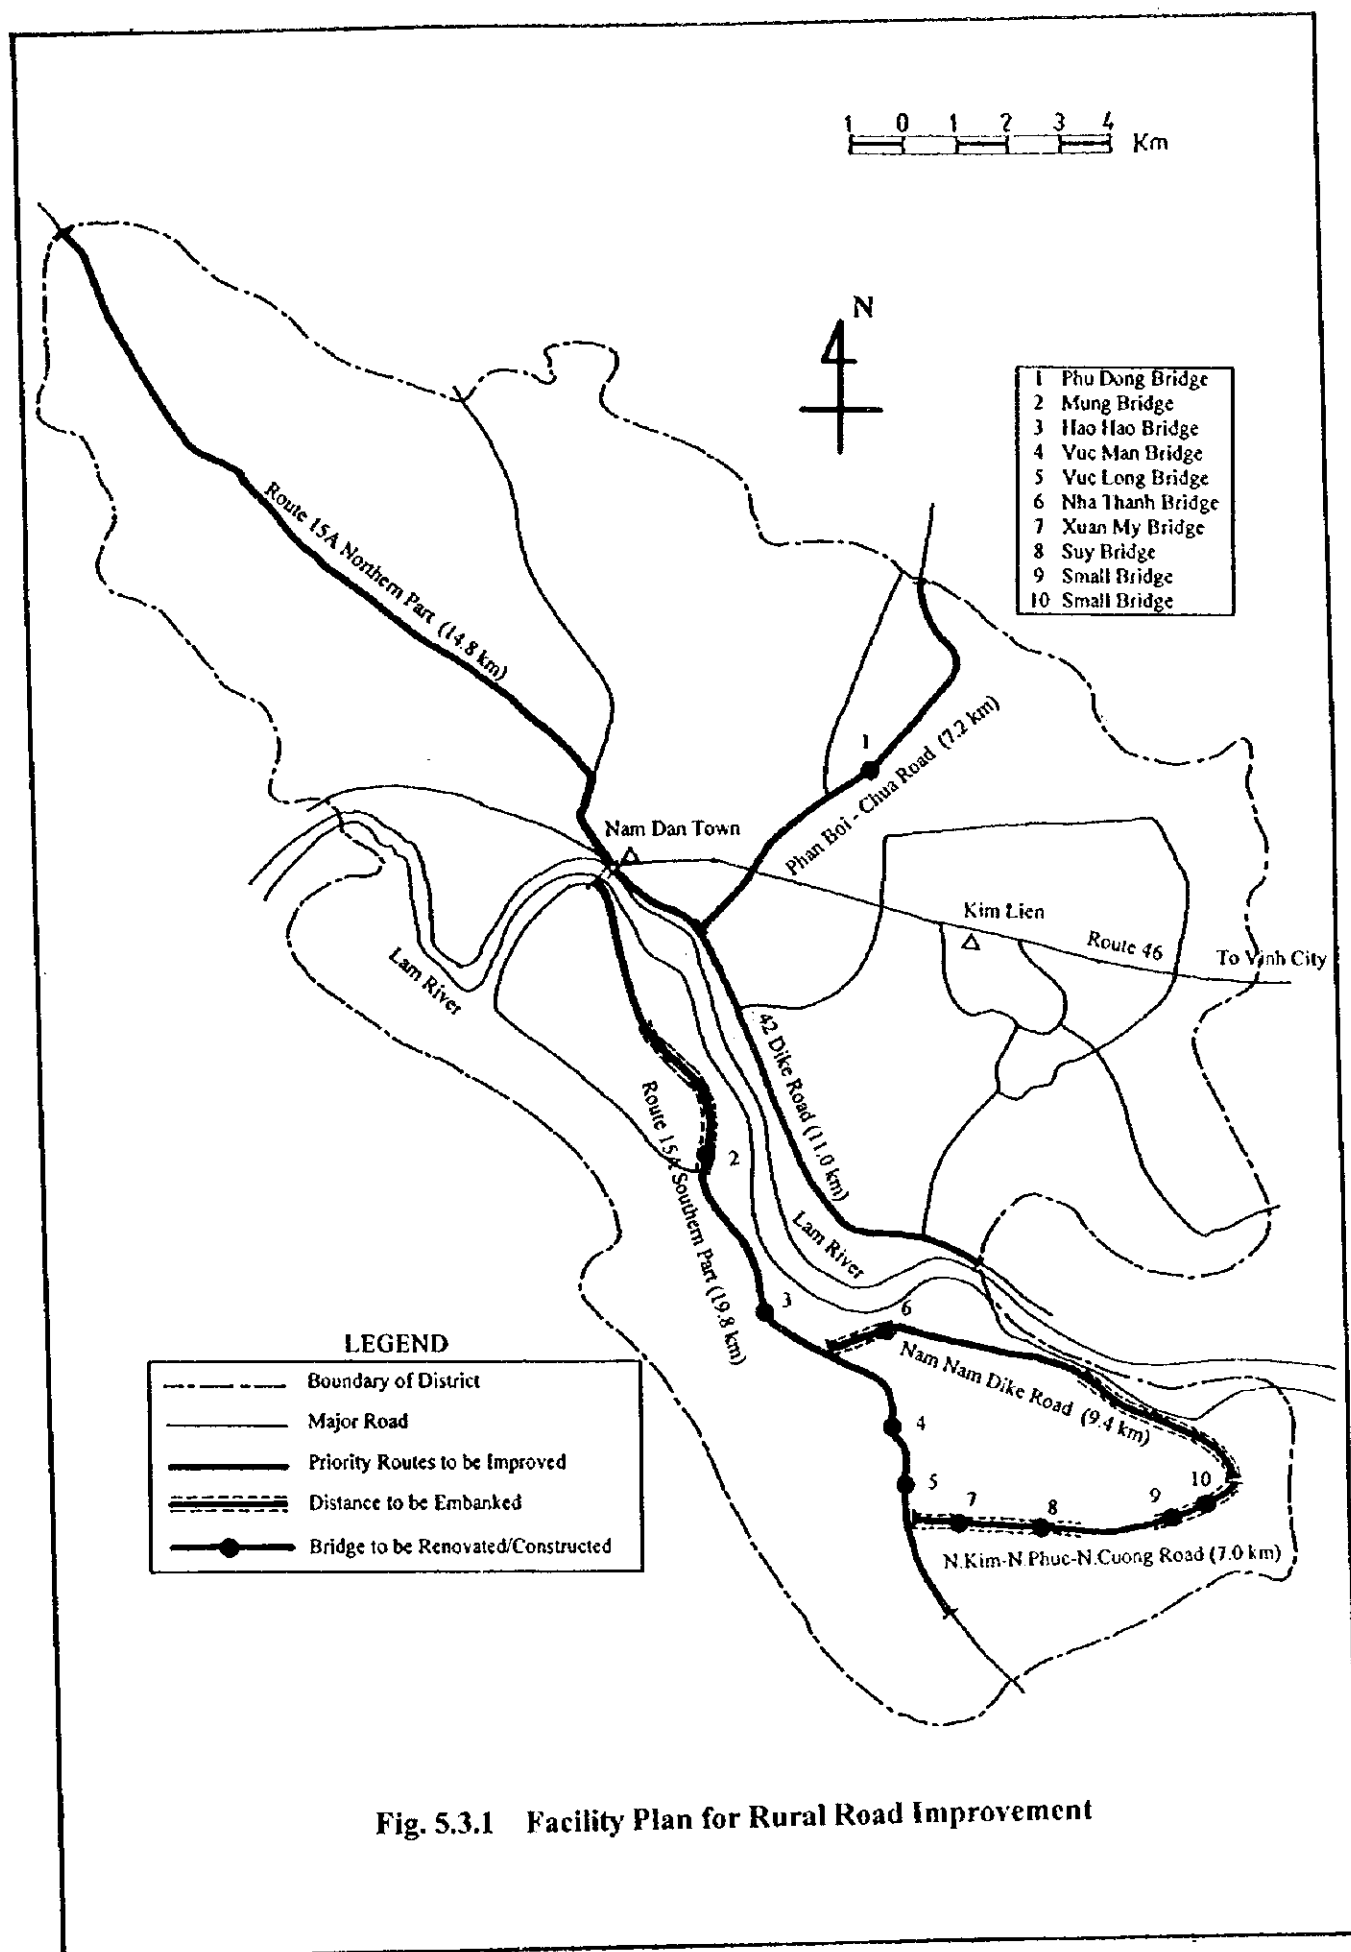 1 0 1 2 3 4 Km
N
1 Phu Dong Bridge
2 Mung Bridge
3 Hao Hao Bridge
4 Vuc Man Bridge
5 Vuc Long Bridge
6 Nha Thanh Bridge
7 Xuan My Bridge
8 Suy Bridge
9 Small Bridge
10 Small Bridge
Route 15A Northern Part (14.8 km)
1
Phan Boi - Chua Road (7.2 km)
Nam Dan Town
Kim Lien
Route 46
To Vinh City
Lam River
42 Dike Road (11.0 km)
Route 15A Southern Part (19.8 km)
2
Lam River
3
6
Nam Nam Dike Road (9.4 km)
4
5
7
8
9
10
N.Kim-N.Phuc-N.Cuong Road (7.0 km)
LEGEND
Boundary of District
Major Road
Priority Routes to be Improved
Distance to be Embanked
Bridge to be Renovated/Constructed
Fig. 5.3.1 Facility Plan for Rural Road Improvement